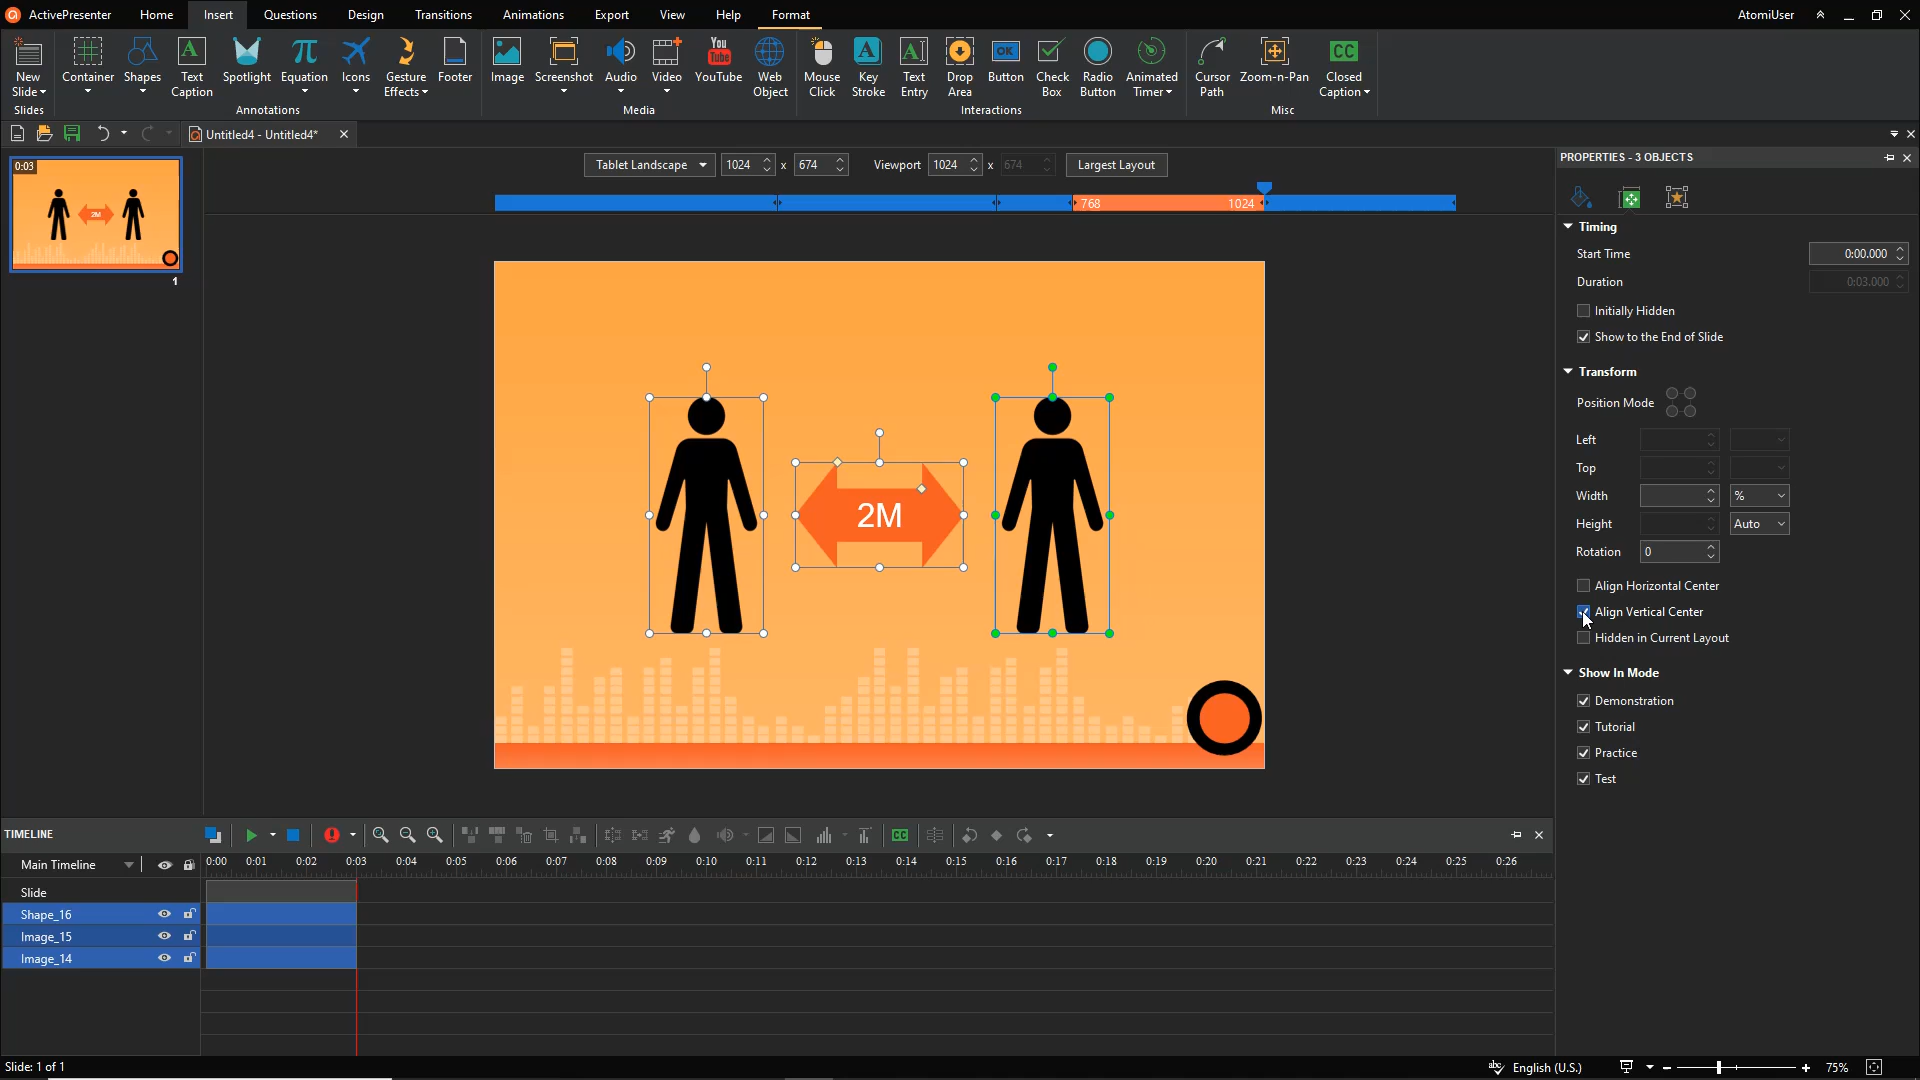 ActivePresenter Home Insert Questions Design Transitions Animations Export View Help Format AtomiUser
New Slide Container Shapes Text Caption Spotlight Equation Icons Gesture Effects Footer Image Screenshot Audio Video YouTube Web Object Mouse Click Key Stroke Text Entry Drop Area Button Check Box Radio Button Animated Timer Cursor Path Zoom-n-Pan Closed Caption
Slides Annotations Media Interactions Misc
Untitled4 - Untitled4*
PROPERTIES - 3 OBJECTS
0:03
2M
1
Tablet Landscape 1024 x 674 Viewport 1024 x 674 Largest Layout
768 1024
2M
Timing
Start Time 0:00.000
Duration 0:03.000
Initially Hidden
Show to the End of Slide
Transform
Position Mode
Left
Top
Width %
Height Auto
Rotation 0
Align Horizontal Center
Align Vertical Center
Hidden in Current Layout
Show In Mode
Demonstration
Tutorial
Practice
Test
TIMELINE
CC
Main Timeline 0:00 0:01 0:02 0:03 0:04 0:05 0:06 0:07 0:08 0:09 0:10 0:11 0:12 0:13 0:14 0:15 0:16 0:17 0:18 0:19 0:20 0:21 0:22 0:23 0:24 0:25 0:26
Slide
Shape_16
Image_15
Image_14
Slide: 1 of 1 English (U.S.) 75%